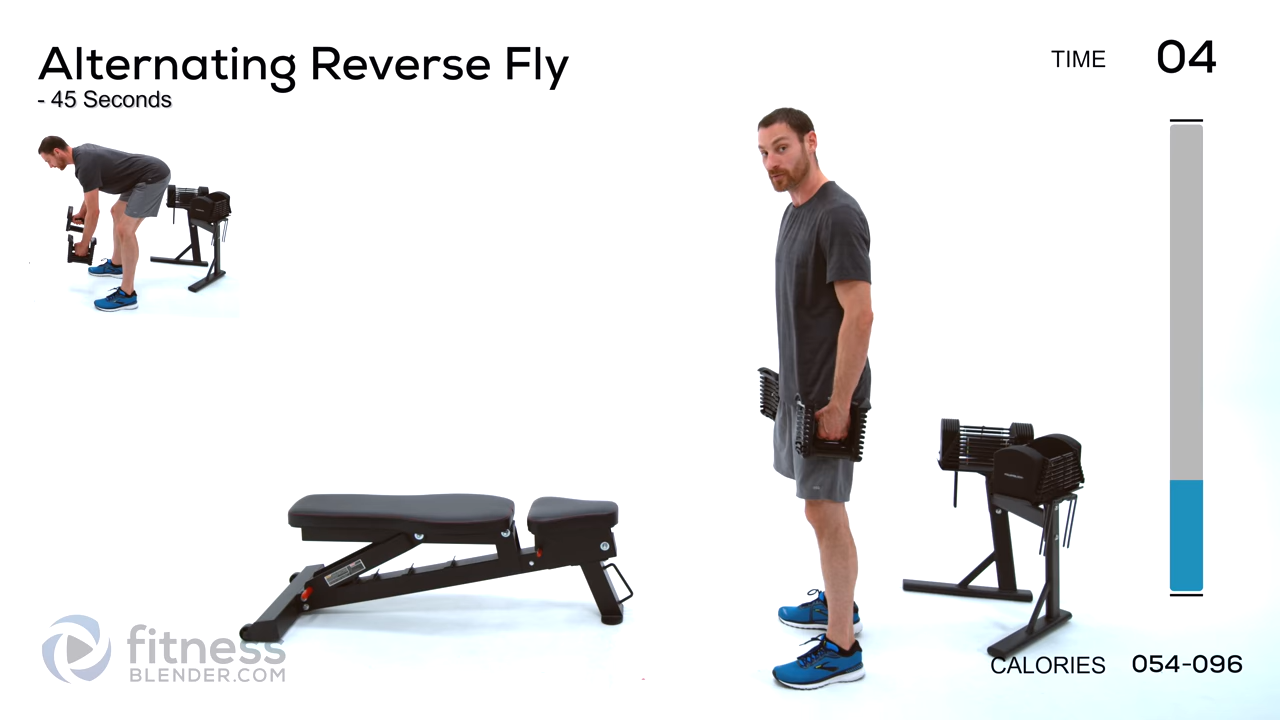 Alternating Reverse Fly
- 45 Seconds
TIME 04
fitness
BLENDER.COM
CALORIES 054-096